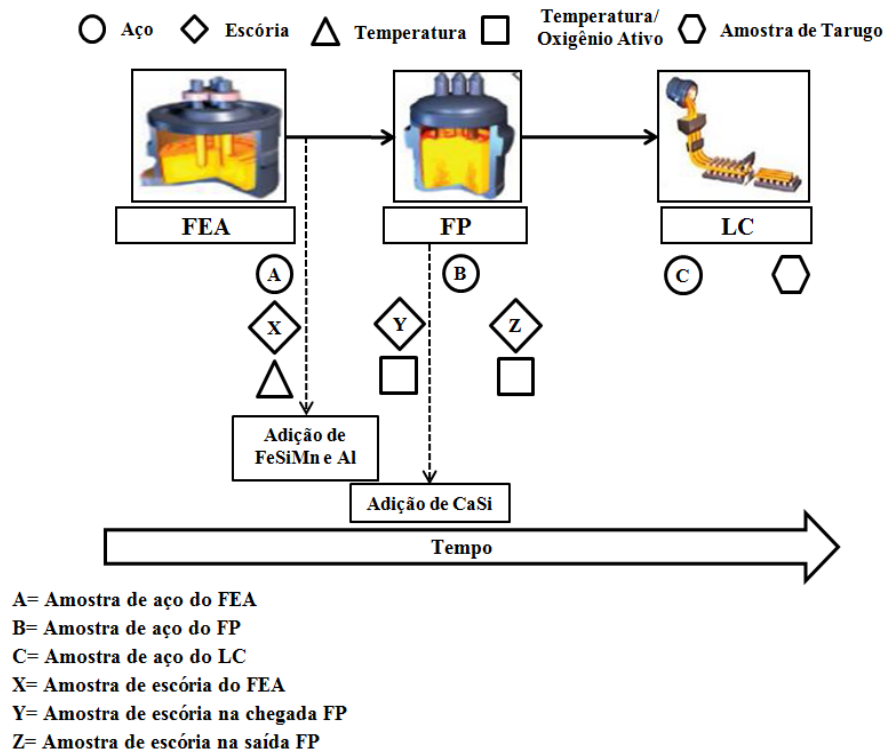 Aço
Escória
Temperatura
Temperatura/
Oxigênio Ativo
Amostra de Tarugo
FEA
FP
LC
A
B
C
X
Y
Z
Adição de
FeSiMn e Al
Adição de CaSi
Tempo
A= Amostra de aço do FEA
B= Amostra de aço do FP
C= Amostra de aço do LC
X= Amostra de escória do FEA
Y= Amostra de escória na chegada FP
Z= Amostra de escória na saída FP